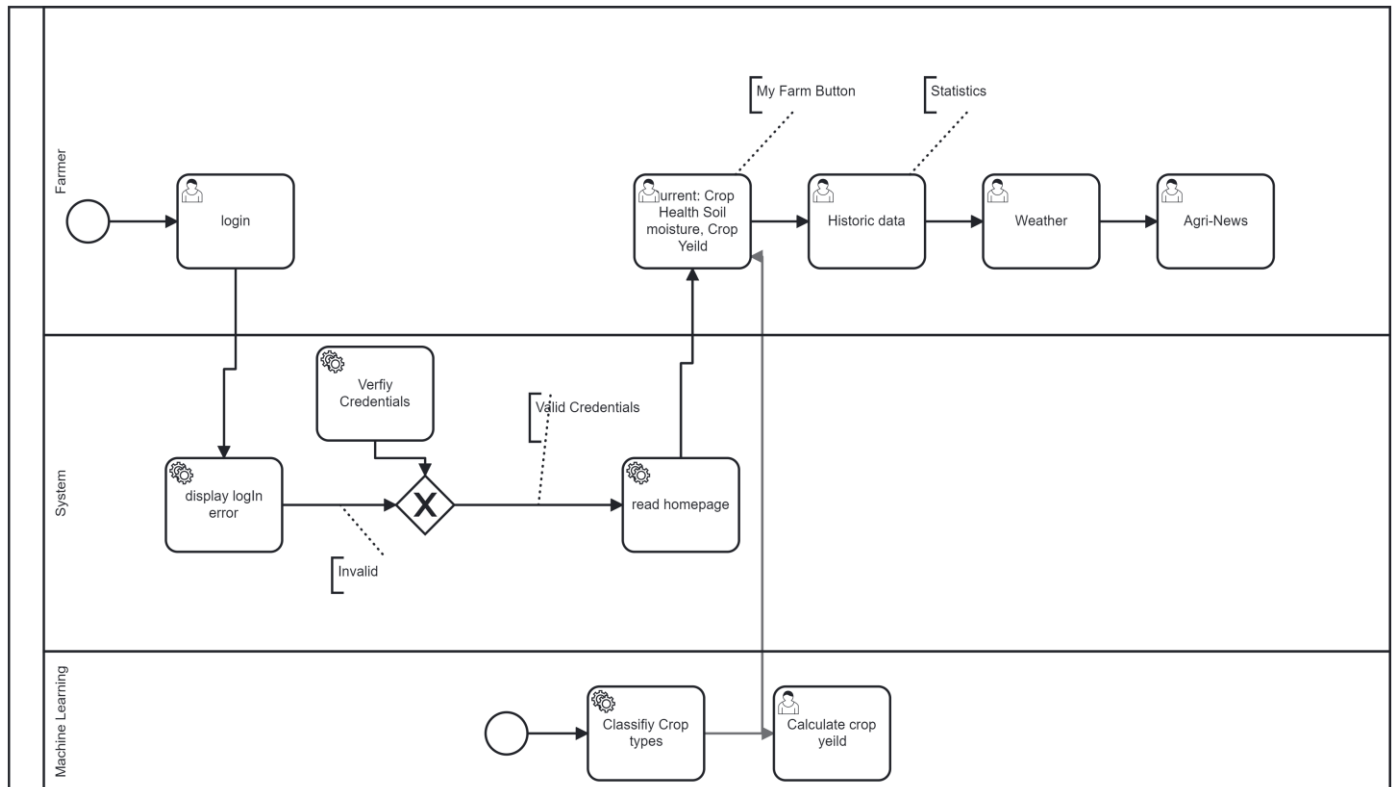 Farmer
My Farm Button
Statistics
login
urrent: Crop
Health Soil
moisture, Crop
Yeild
Historic data
Weather
Agri-News
System
Verfiy
Credentials
Valid Credentials
display logIn
error
X
read homepage
Invalid
Machine Learning
Classifiy Crop
types
Calculate crop
yeild